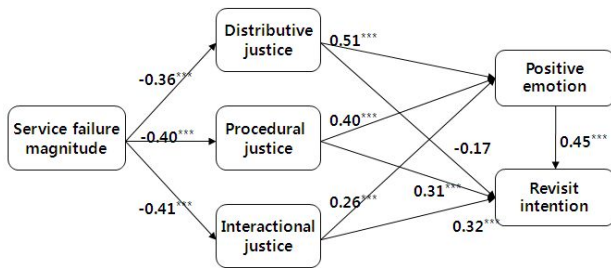 Distributive
justice
0.51***
Positive
emotion
-0.36***
Service failure
magnitude
-0.40***
Procedural
justice
0.40***
-0.17
0.45***
Revisit
intention
-0.41***
Interactional
justice
0.26***
0.31***
0.32***